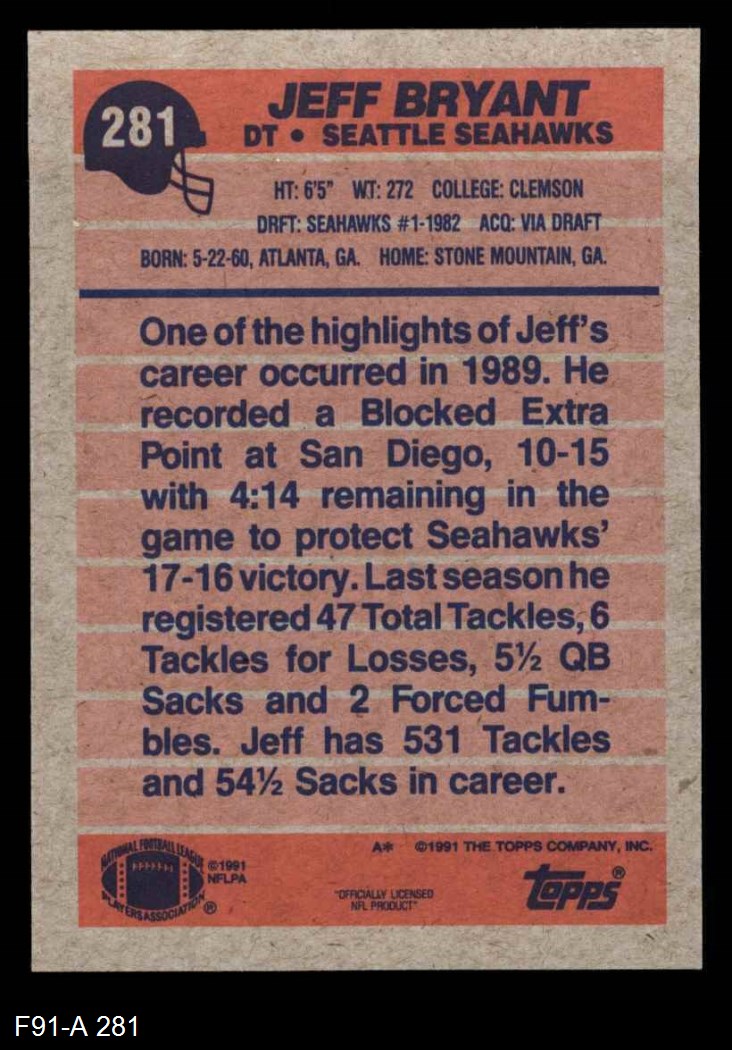 281
JEFF BRYANT
DT • SEATTLE SEAHAWKS
HT: 6'5" WT: 272 COLLEGE: CLEMSON
DRFT: SEAHAWKS #1-1982 ACQ: VIA DRAFT
BORN: 5-22-60, ATLANTA, GA. HOME: STONE MOUNTAIN, GA.
One of the highlights of Jeff's
career occurred in 1989. He
recorded a Blocked Extra
Point at San Diego, 10-15
with 4:14 remaining in the
game to protect Seahawks'
17-16 victory. Last season he
registered 47 Total Tackles, 6
Tackles for Losses, 5½ QB
Sacks and 2 Forced Fum-
bles. Jeff has 531 Tackles
and 54½ Sacks in career.
A* ©1991 THE TOPPS COMPANY, INC.
NATIONAL FOOTBALL LEAGUE
PLAYERS ASSOCIATION ®
©1991
NFLPA
"OFFICIALLY LICENSED
NFL PRODUCT"
topps®
F91-A 281